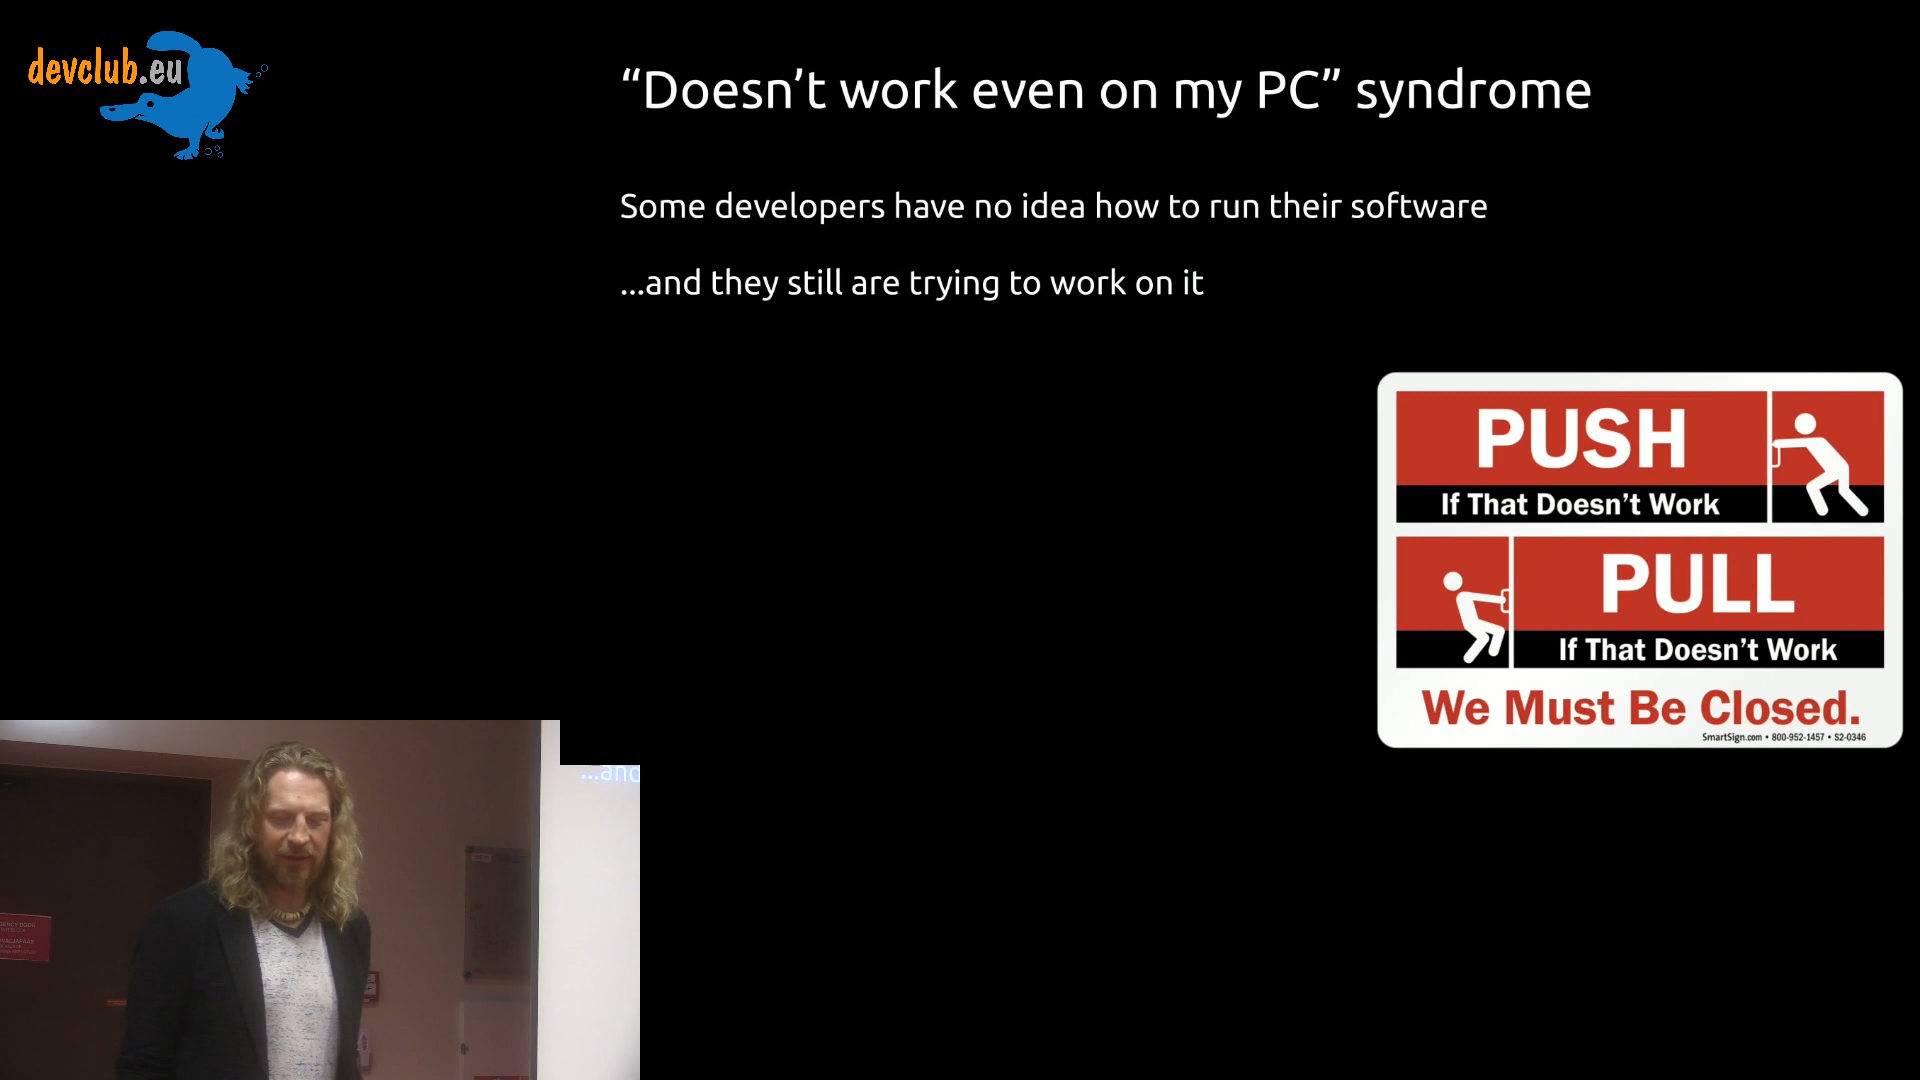 devclub.eu
“Doesn’t work even on my PC” syndrome
Some developers have no idea how to run their software
...and they still are trying to work on it
PUSH
If That Doesn’t Work
PULL
If That Doesn’t Work
We Must Be Closed.
SmartSign.com • 800-952-1457 • S2-0346
...and